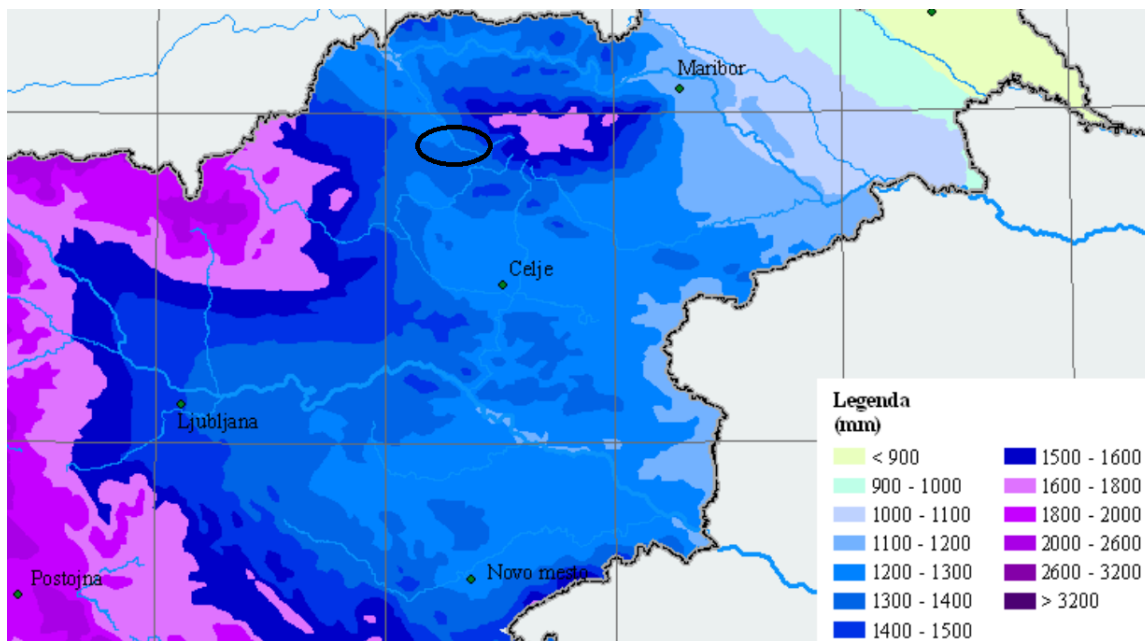 Maribor
Celje
Ljubljana
Postojna
Novo mesto
Legenda
(mm)
< 900
900 - 1000
1000 - 1100
1100 - 1200
1200 - 1300
1300 - 1400
1400 - 1500
1500 - 1600
1600 - 1800
1800 - 2000
2000 - 2600
2600 - 3200
> 3200